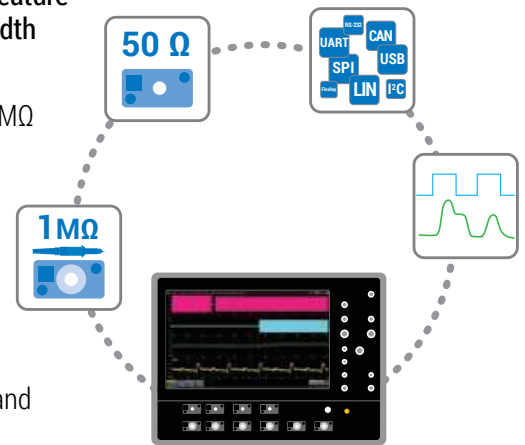 eature
dth
50 Ω
MΩ
RS-232
UART
CAN
SPI
USB
FlexRay
LIN
I²C
1MΩ
and